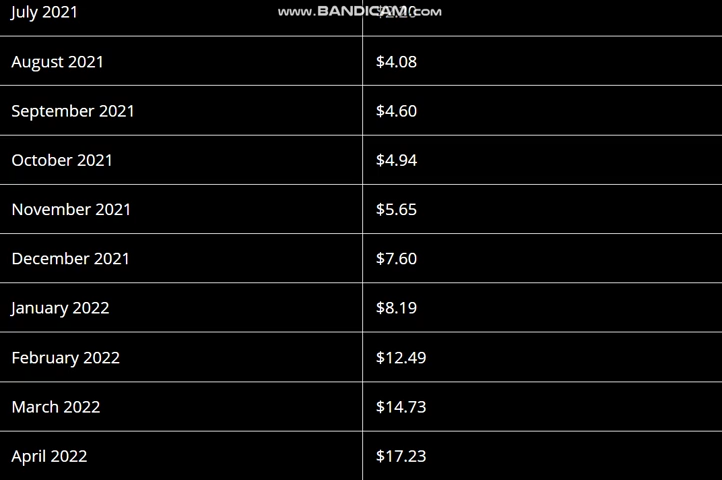 July 2021
www.BANDICAM.COM
August 2021 $4.08
September 2021 $4.60
October 2021 $4.94
November 2021 $5.65
December 2021 $7.60
January 2022 $8.19
February 2022 $12.49
March 2022 $14.73
April 2022 $17.23